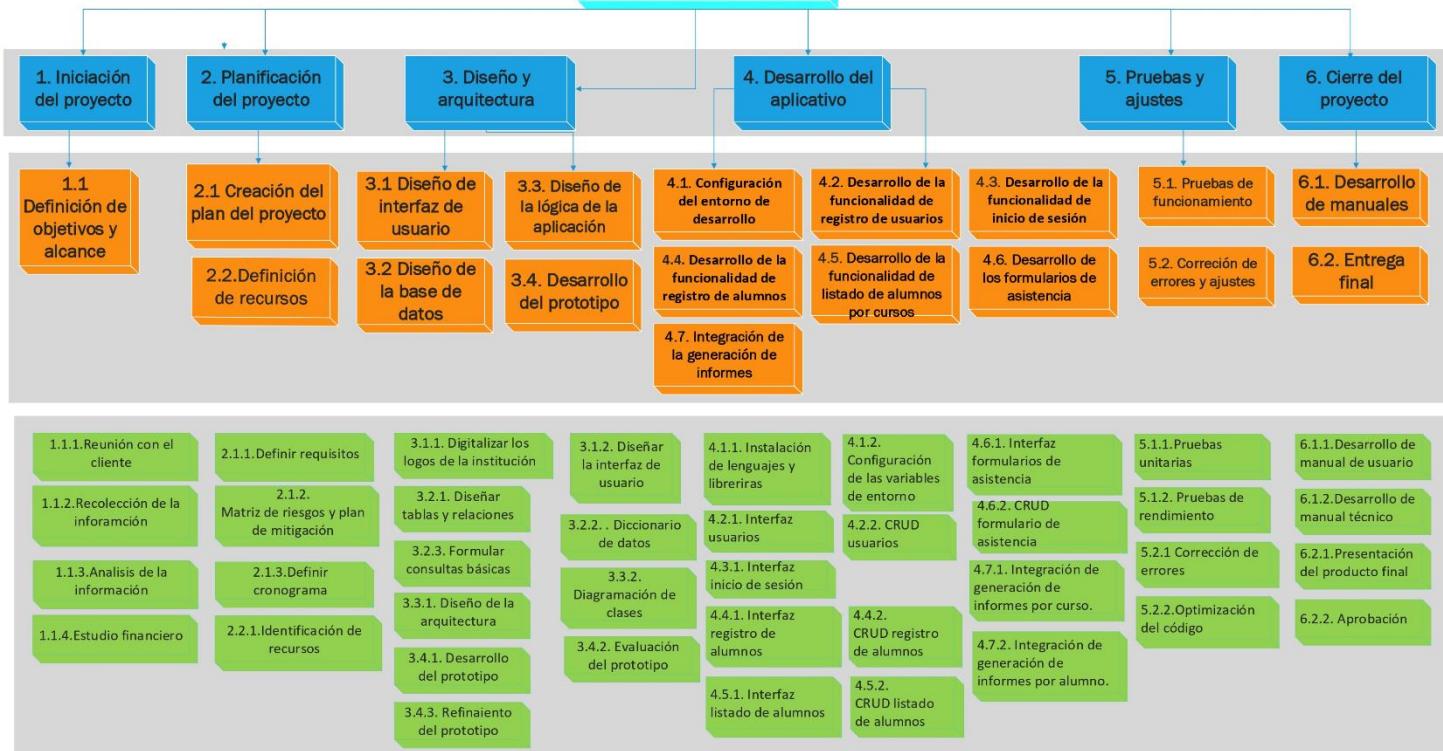 1. Iniciación
del proyecto
2. Planificación
del proyecto
3. Diseño y
arquitectura
4. Desarrollo del
aplicativo
5. Pruebas y
ajustes
6. Cierre del
proyecto
1.1
Definición de
objetivos y
alcance
2.1 Creación del
plan del proyecto
2.2.Definición
de recursos
3.1 Diseño de
interfaz de
usuario
3.2 Diseño de
la base de
datos
3.3. Diseño de
la lógica de la
aplicación
3.4. Desarrollo
del prototipo
4.1. Configuración
del entorno de
desarrollo
4.2. Desarrollo de la
funcionalidad de
registro de usuarios
4.3. Desarrollo de la
funcionalidad de
inicio de sesión
4.4. Desarrollo de la
funcionalidad de
registro de alumnos
4.5. Desarrollo de la
funcionalidad de
listado de alumnos
por cursos
4.6. Desarrollo de
los formularios de
asistencia
4.7. Integración de
la generación de
informes
5.1. Pruebas de
funcionamiento
5.2. Correción de
errores y ajustes
6.1. Desarrollo
de manuales
6.2. Entrega
final
1.1.1.Reunión con el
cliente
1.1.2.Recolección de la
inforamción
1.1.3.Analisis de la
información
1.1.4.Estudio financiero
2.1.1.Definir requisitos
2.1.2.
Matriz de riesgos y plan
de mitigación
2.1.3.Definir
cronograma
2.2.1.Identificación de
recursos
3.1.1. Digitalizar los
logos de la institución
3.2.1. Diseñar
tablas y relaciones
3.2.3. Formular
consultas básicas
3.3.1. Diseño de la
arquitectura
3.4.1. Desarrollo
del prototipo
3.4.3. Refinaiento
del prototipo
3.1.2. Diseñar
la interfaz de
usuario
3.2.2. . Diccionario
de datos
3.3.2.
Diagramación de
clases
3.4.2. Evaluación
del prototipo
4.1.1. Instalación
de lenguajes y
libreriras
4.2.1. Interfaz
usuarios
4.3.1. Interfaz
inicio de sesión
4.4.1. Interfaz
registro de
alumnos
4.5.1. Interfaz
listado de alumnos
4.1.2.
Configuración
de las variables
de entorno
4.2.2. CRUD
usuarios
4.4.2.
CRUD registro
de alumnos
4.5.2.
CRUD listado
de alumnos
4.6.1. Interfaz
formularios de
asistencia
4.6.2. CRUD
formulario de
asistencia
4.7.1. Integración de
generación de
informes por curso.
4.7.2. Integración de
generación de
informes por alumno.
5.1.1.Pruebas
unitarias
5.1.2. Pruebas de
rendimiento
5.2.1 Corrección de
errores
5.2.2.Optimización
del código
6.1.1.Desarrollo de
manual de usuario
6.1.2.Desarrollo de
manual técnico
6.2.1.Presentación
del producto final
6.2.2. Aprobación